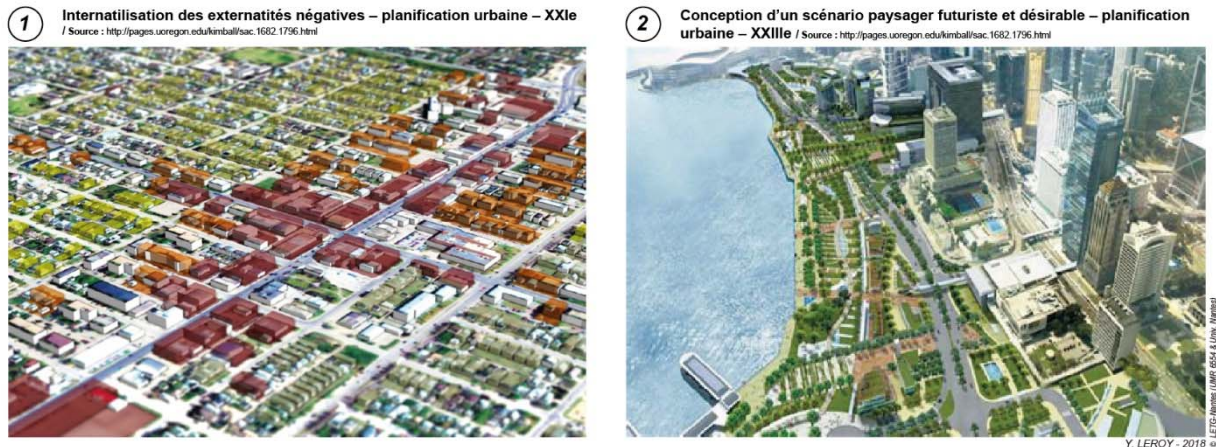 1
Internatilisation des externatités négatives – planification urbaine – XXIe
/ Source : http://pages.uoregon.edu/kimball/sac.1682.1796.html
2
Conception d'un scénario paysager futuriste et désirable – planification
urbaine – XXIIIe / Source : http://pages.uoregon.edu/kimball/sac.1682.1796.html
© LETG-Nantes (UMR 6554 & Univ. Nantes)
Y. LEROY - 2018